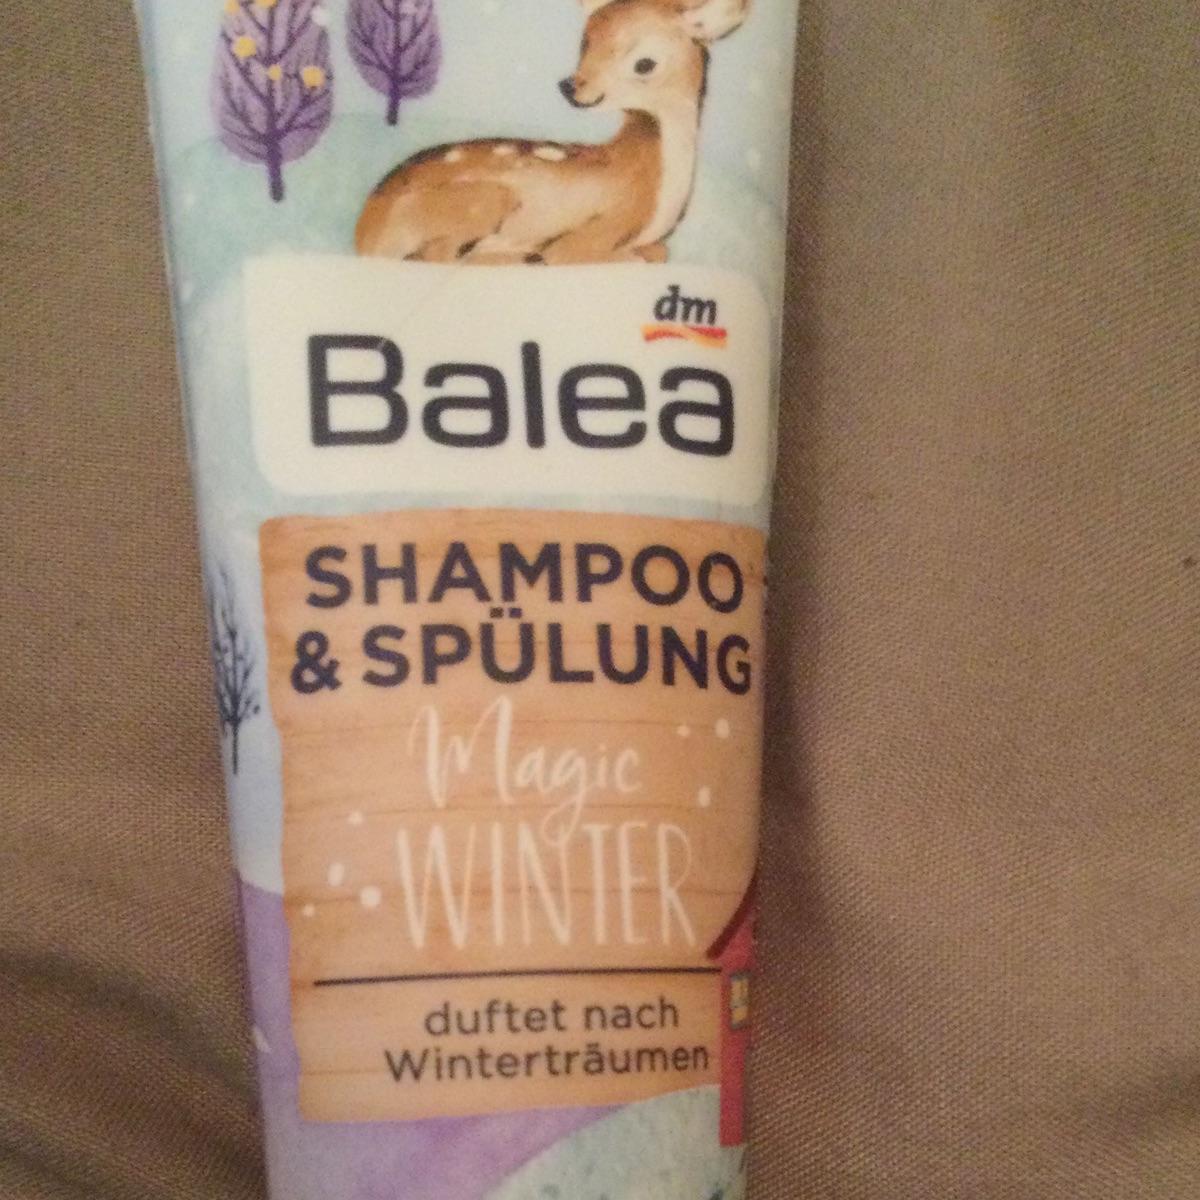 dm
Balea
SHAMPOO
& SPÜLUNG
Magic
WINTER
duftet nach
Winterträumen